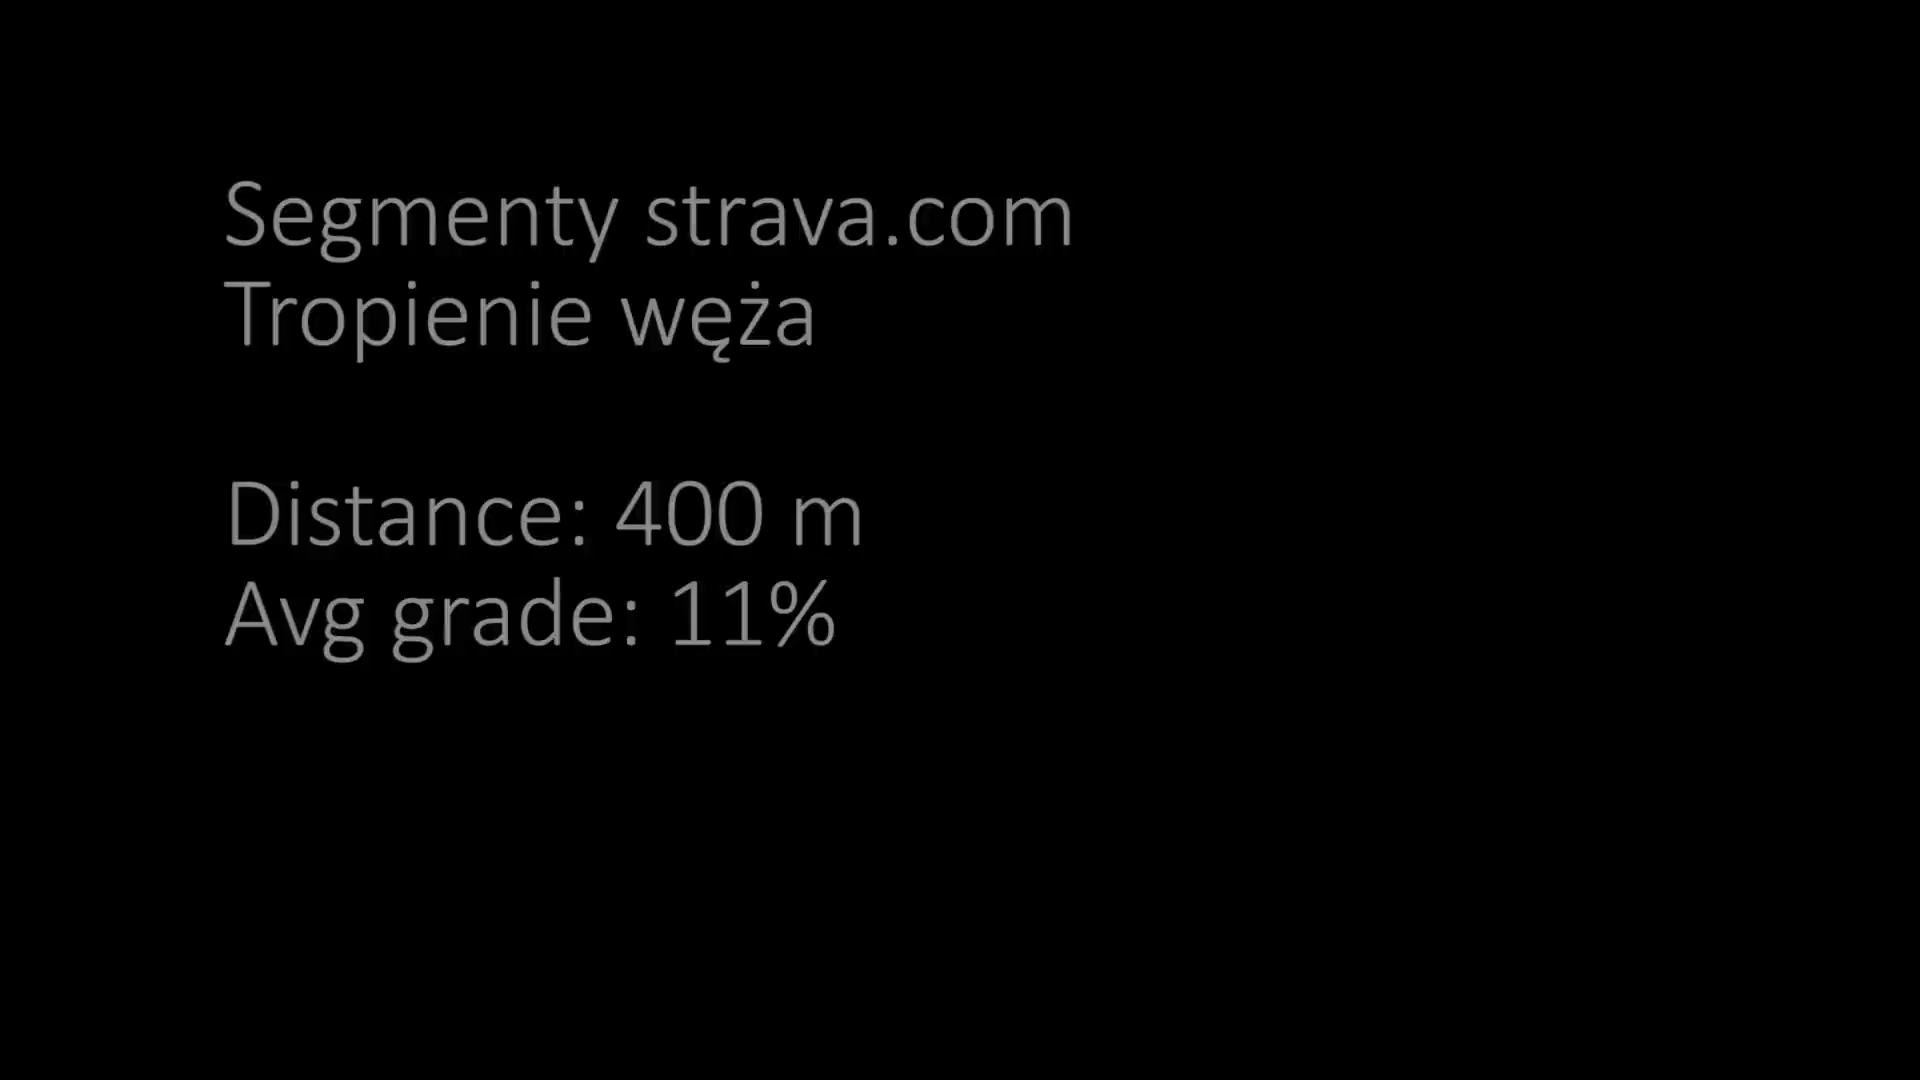 Segmenty strava.com
Tropienie węża
Distance: 400 m
Avg grade: 11%